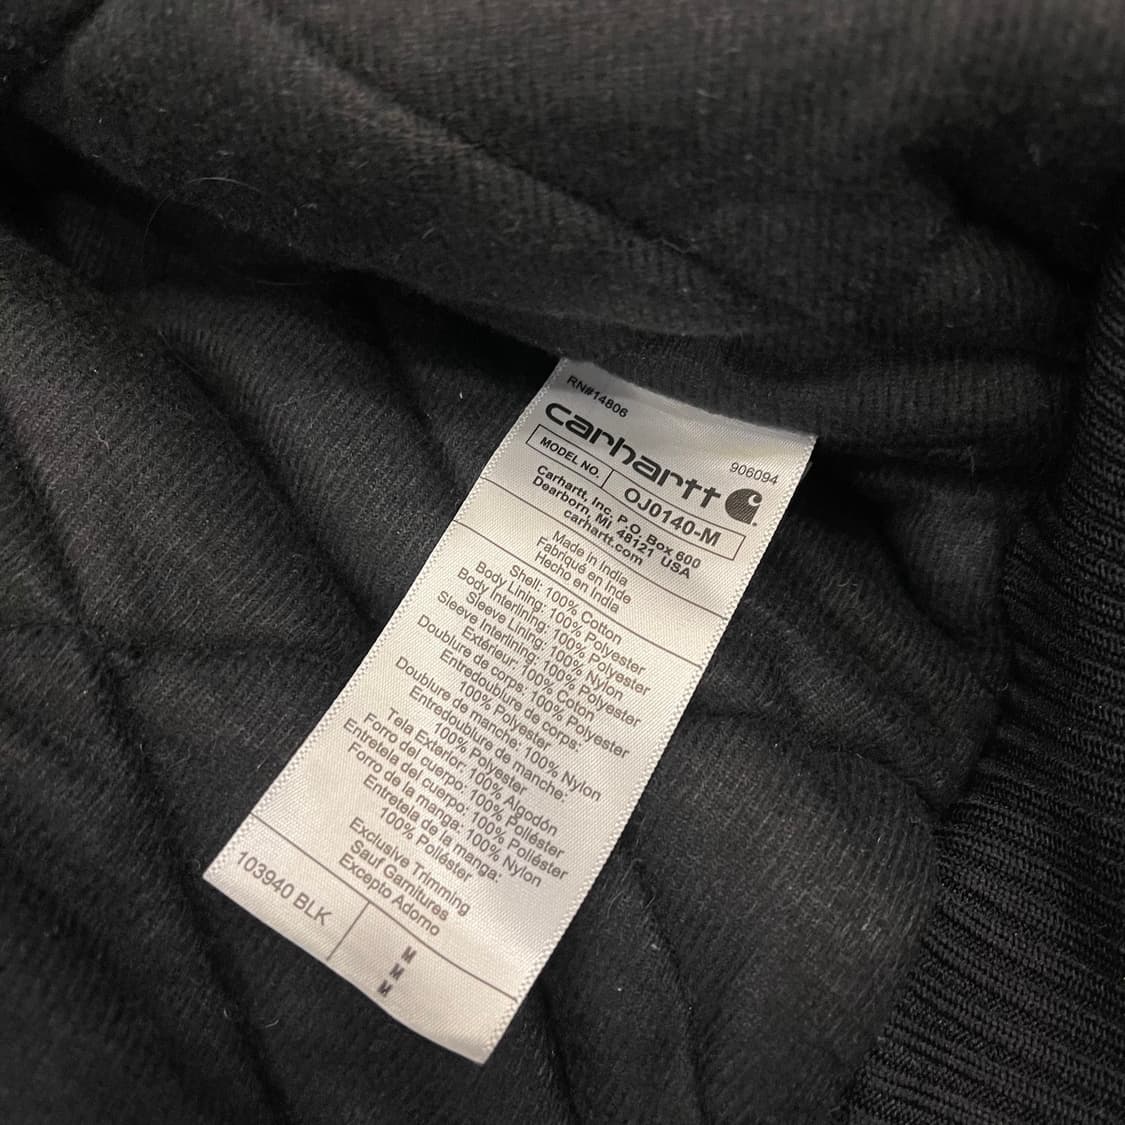 RN#14806
906094
carhartt
MODEL NO. OJ0140-M
Carhartt, Inc. P.O. Box 600
Dearborn, MI 48121 USA
carhartt.com
Made in India
Fabriqué en Inde
Hecho en India
Shell: 100% Cotton
Body Lining: 100% Polyester
Body Interlining: 100% Polyester
Sleeve Lining: 100% Nylon
Sleeve Interlining: 100% Polyester
Extérieur: 100% Coton
Doublure de corps: 100% Polyester
Entredoublure de corps:
100% Polyester
Doublure de manche: 100% Nylon
Entredoublure de manche:
100% Polyester
Tela Exterior: 100% Algodón
Forro del cuerpo: 100% Poliéster
Entretela del cuerpo: 100% Poliéster
Forro de la manga: 100% Nylon
Entretela de la manga:
100% Poliéster
Exclusive Trimming
Sauf Garnitures
Excepto Adorno
103940 BLK
M
M
M